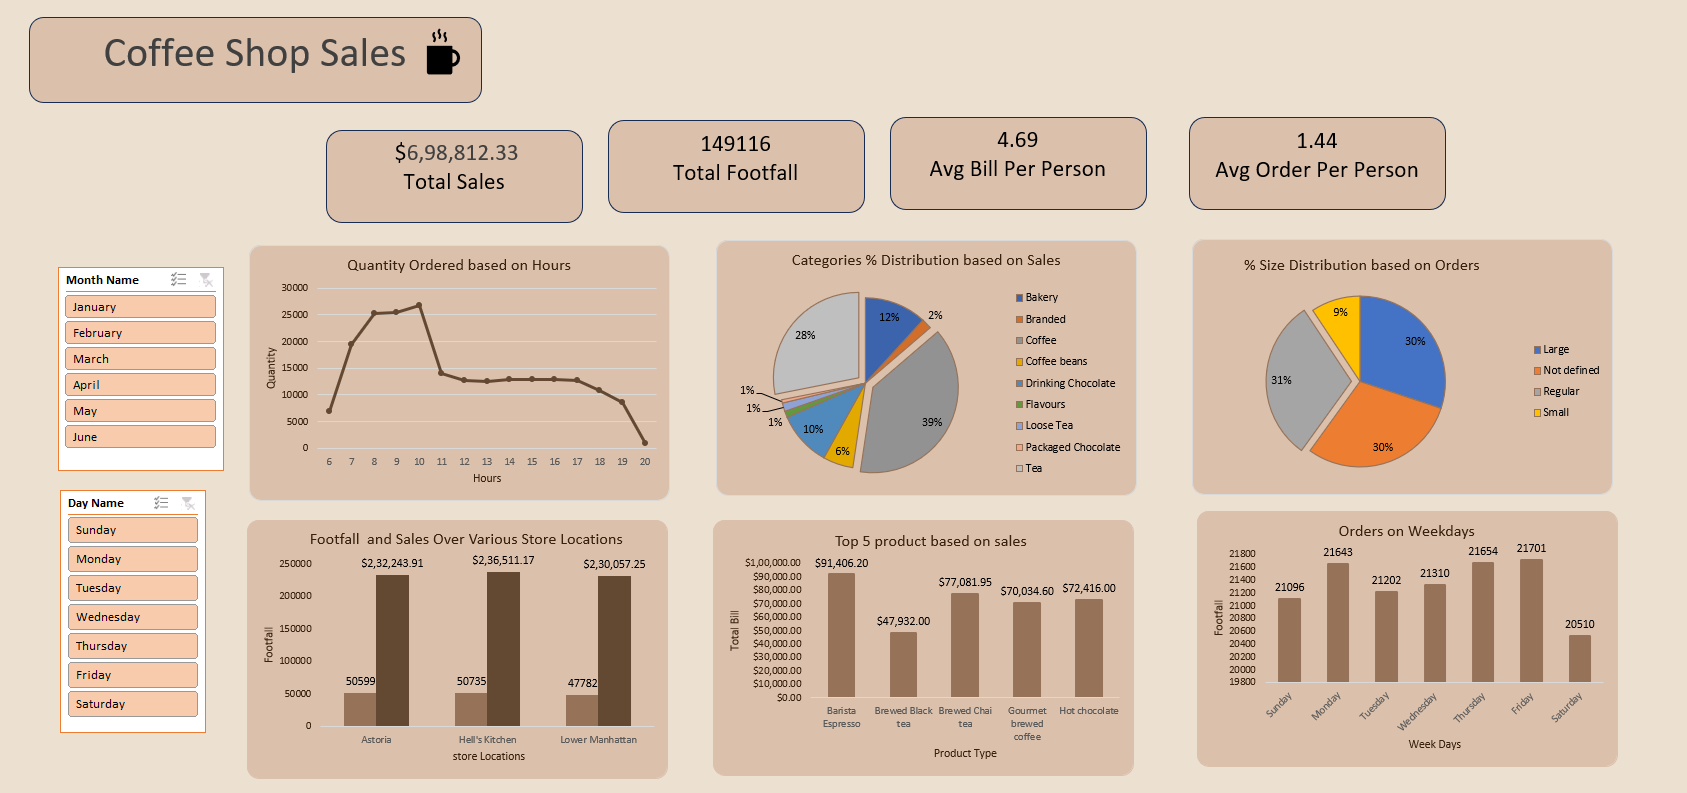 Coffee Shop Sales
$6,98,812.33
Total Sales
149116
Total Footfall
4.69
Avg Bill Per Person
1.44
Avg Order Per Person
Month Name
January
February
March
April
May
June
Day Name
Sunday
Monday
Tuesday
Wednesday
Thursday
Friday
Saturday
Quantity Ordered based on Hours
30000
25000
20000
15000
10000
5000
0
Quantity
6 7 8 9 10 11 12 13 14 15 16 17 18 19 20
Hours
Categories % Distribution based on Sales
12%
2%
39%
6%
10%
1%
1%
1%
28%
Bakery
Branded
Coffee
Coffee beans
Drinking Chocolate
Flavours
Loose Tea
Packaged Chocolate
Tea
% Size Distribution based on Orders
30%
30%
31%
9%
Large
Not defined
Regular
Small
Footfall and Sales Over Various Store Locations
250000
200000
150000
100000
50000
0
Footfall
$2,32,243.91
$2,36,511.17
$2,30,057.25
50599
50735
47782
Astoria
Hell's Kitchen
Lower Manhattan
store Locations
Top 5 product based on sales
$1,00,000.00
$90,000.00
$80,000.00
$70,000.00
$60,000.00
$50,000.00
$40,000.00
$30,000.00
$20,000.00
$10,000.00
$0.00
Total Bill
$91,406.20
$47,932.00
$77,081.95
$70,034.60
$72,416.00
Barista
Espresso
Brewed Black
tea
Brewed Chai
tea
Gourmet
brewed
coffee
Hot chocolate
Product Type
Orders on Weekdays
21800
21600
21400
21200
21000
20800
20600
20400
20200
20000
19800
Footfall
21096
21643
21202
21310
21654
21701
20510
Sunday
Monday
Tuesday
Wednesday
Thursday
Friday
Saturday
Week Days